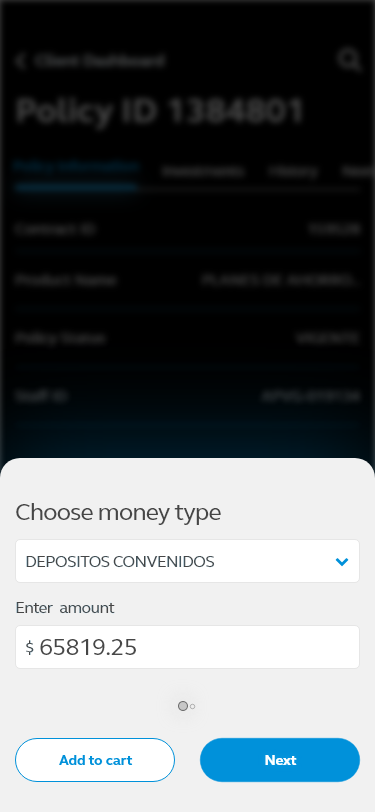 Client Dashboard
Policy ID 1384801
Policy Information Investments History
Contract ID
Product Name PLANES DE AHORRO...
Policy Status VIGENTE
Staff ID
Choose money type
DEPOSITOS CONVENIDOS
Enter amount
$ 65819.25
Add to cart Next